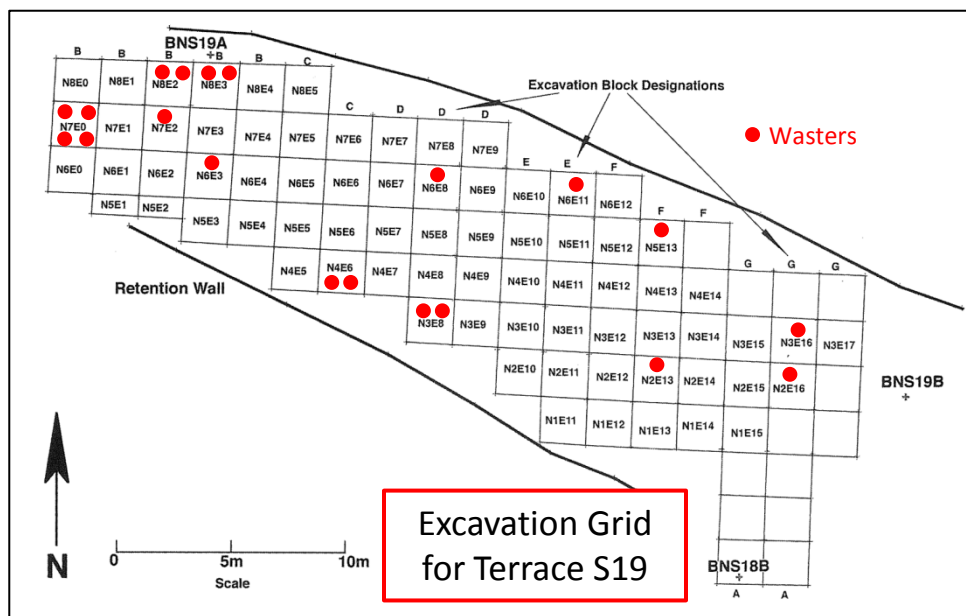 BNS19A
B B B B B C
N8E0 N8E1 N8E2 N8E3 N8E4 N8E5
Excavation Block Designations
C D D D
N7E0 N7E1 N7E2 N7E3 N7E4 N7E5 N7E6 N7E7 N7E8 N7E9
Wasters
E E F
N6E0 N6E1 N6E2 N6E3 N6E4 N6E5 N6E6 N6E7 N6E8 N6E9 N6E10 N6E11 N6E12
F F
N5E1 N5E2 N5E3 N5E4 N5E5 N5E6 N5E7 N5E8 N5E9 N5E10 N5E11 N5E12 N5E13
G G G
N4E5 N4E6 N4E7 N4E8 N4E9 N4E10 N4E11 N4E12 N4E13 N4E14
Retention Wall
N3E8 N3E9 N3E10 N3E11 N3E12 N3E13 N3E14 N3E15 N3E16 N3E17
N2E10 N2E11 N2E12 N2E13 N2E14 N2E15 N2E16
BNS19B
N1E11 N1E12 N1E13 N1E14 N1E15
N
0 5m 10m
Scale
Excavation Grid
for Terrace S19
BNS18B
A A